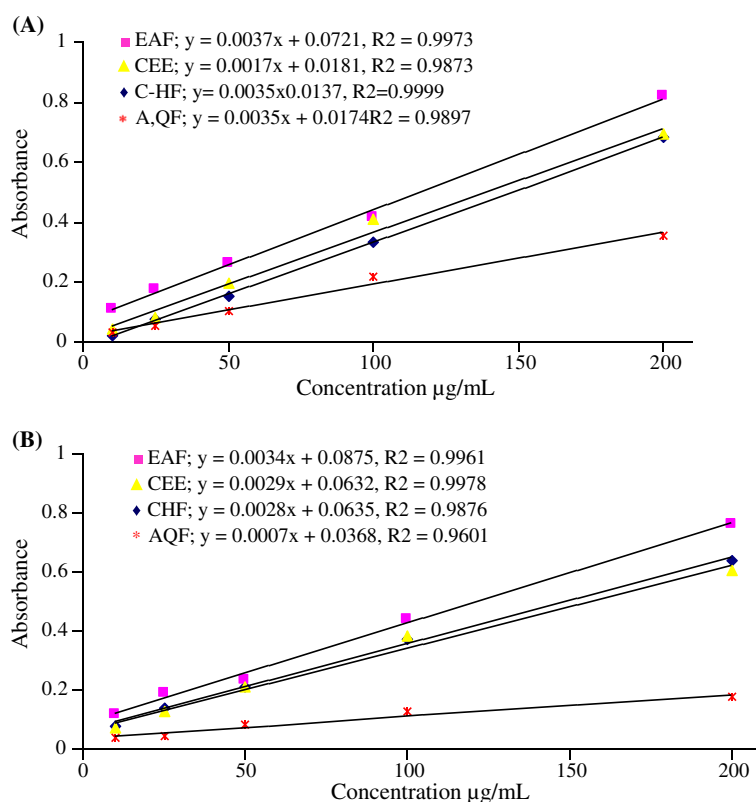 (A)
1
0.8
0.6
0.4
0.2
0
Absorbance
EAF; y = 0.0037x + 0.0721, R2 = 0.9973
CEE; y = 0.0017x + 0.0181, R2 = 0.9873
C-HF; y= 0.0035x0.0137, R2=0.9999
A,QF; y = 0.0035x + 0.0174R2 = 0.9897
0 50 100 150 200
Concentration µg/mL
(B)
1
0.8
0.6
0.4
0.2
0
Absorbance
EAF; y = 0.0034x + 0.0875, R2 = 0.9961
CEE; y = 0.0029x + 0.0632, R2 = 0.9978
CHF; y = 0.0028x + 0.0635, R2 = 0.9876
AQF; y = 0.0007x + 0.0368, R2 = 0.9601
0 50 100 150 200
Concentration µg/mL